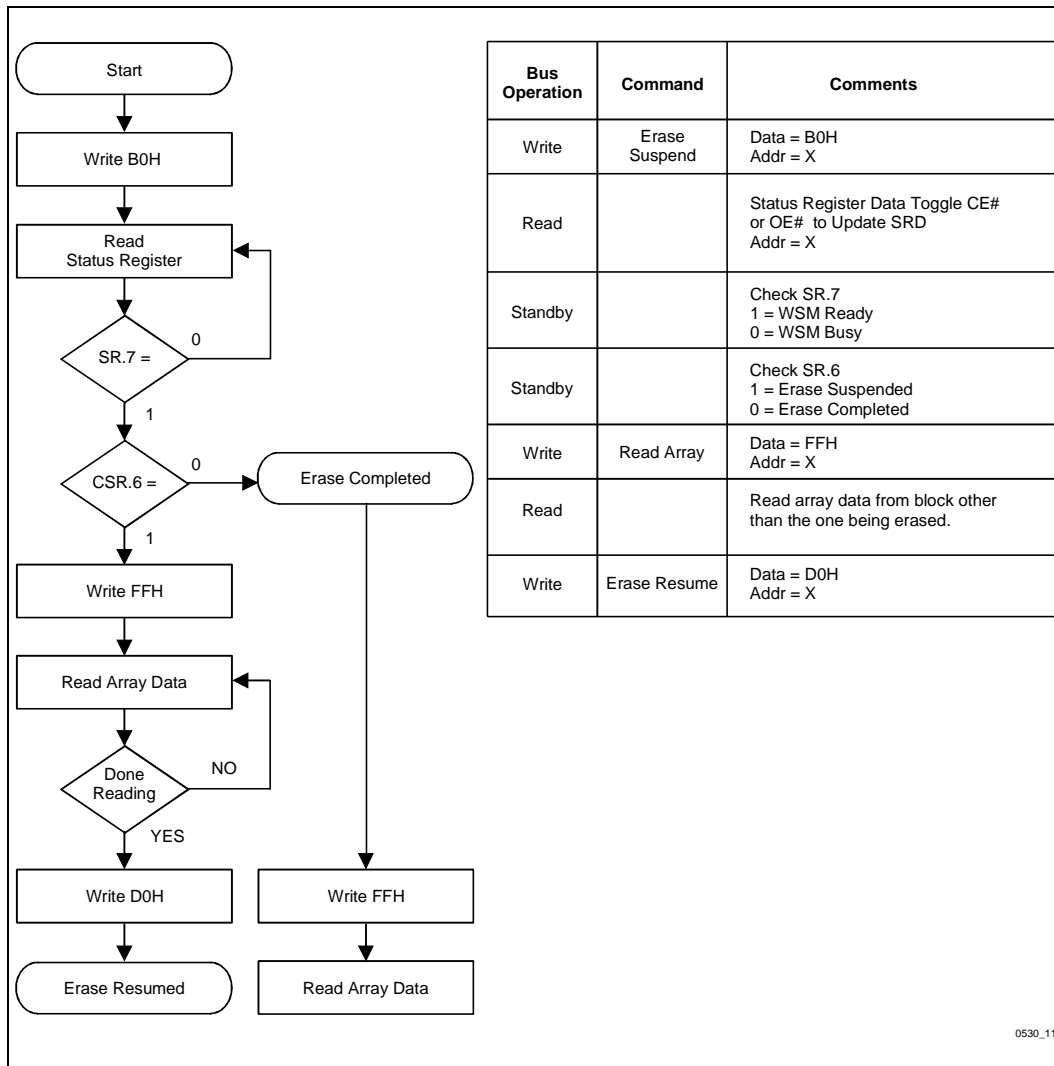 Start
Write B0H
Read
Status Register
0
SR.7 =
1
0
CSR.6 =
Erase Completed
1
Write FFH
Read Array Data
Done
Reading
NO
YES
Write D0H
Write FFH
Erase Resumed
Read Array Data
Bus
Operation
Command
Comments
Write
Erase
Suspend
Data = B0H
Addr = X
Read
Status Register Data Toggle CE#
or OE#  to Update SRD
Addr = X
Standby
Check SR.7
1 = WSM Ready
0 = WSM Busy
Standby
Check SR.6
1 = Erase Suspended
0 = Erase Completed
Write
Read Array
Data = FFH
Addr = X
Read
Read array data from block other
than the one being erased.
Write
Erase Resume
Data = D0H
Addr = X
0530_11